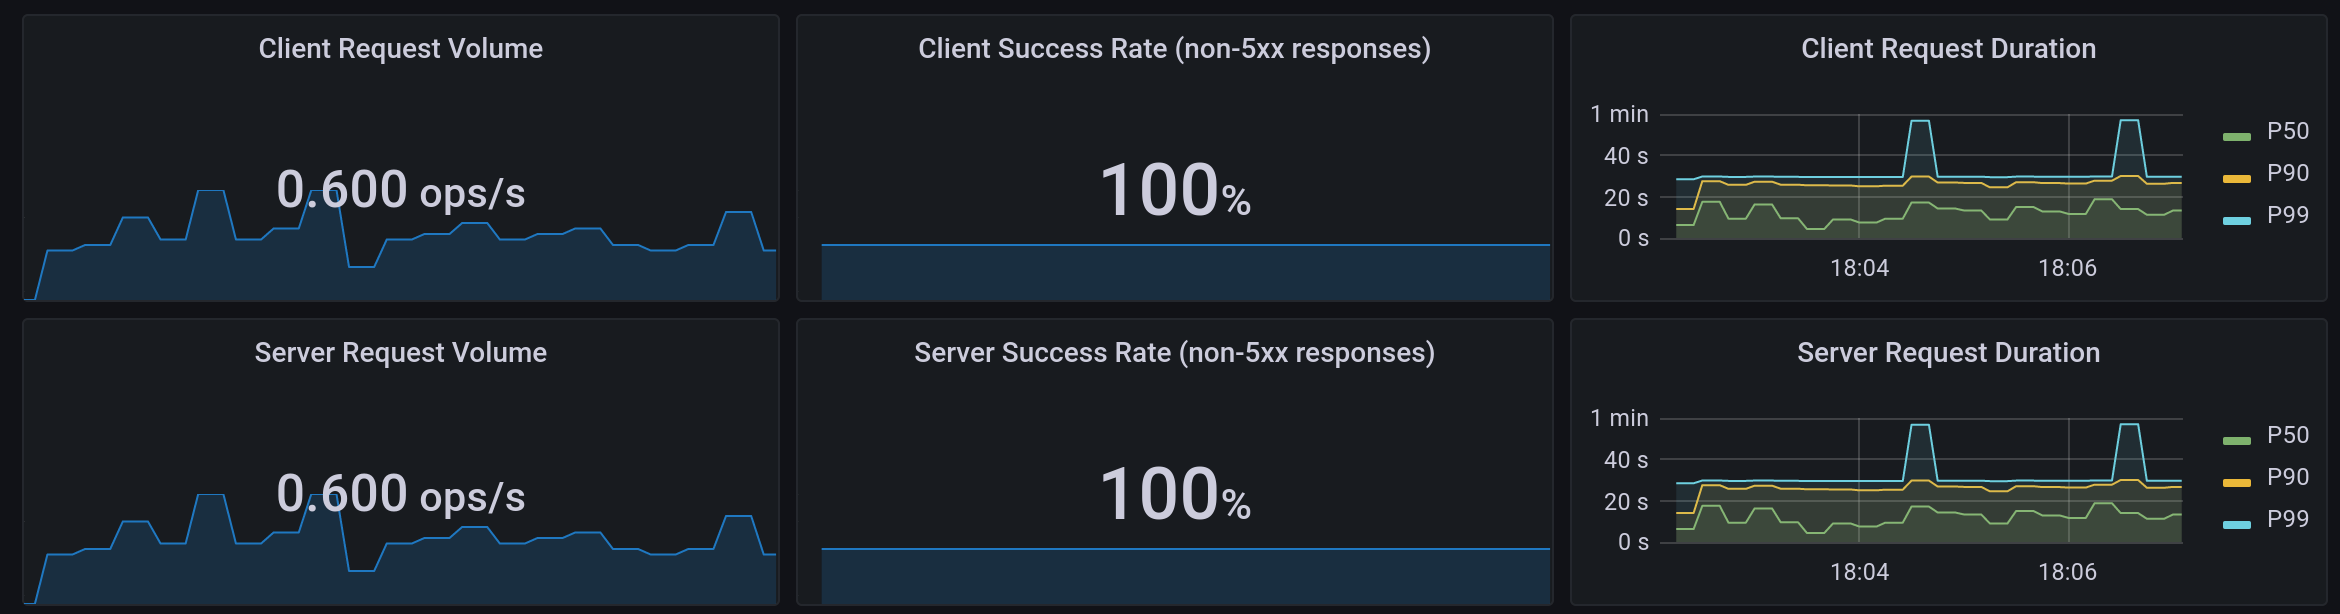 Client Request Volume
0.600 ops/s
Client Success Rate (non-5xx responses)
100%
Client Request Duration
1 min
40 s
20 s
0 s
18:04
18:06
P50
P90
P99
Server Request Volume
0.600 ops/s
Server Success Rate (non-5xx responses)
100%
Server Request Duration
1 min
40 s
20 s
0 s
18:04
18:06
P50
P90
P99